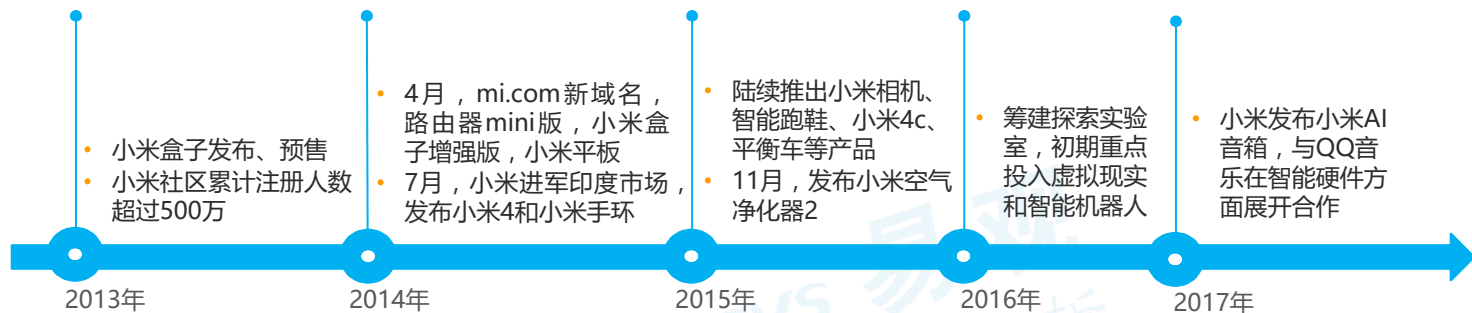 • 小米盒子发布、预售
• 小米社区累计注册人数
超过500万
• 4月，mi.com新域名，
路由器mini版，小米盒
子增强版，小米平板
• 7月，小米进军印度市场，
发布小米4和小米手环
• 陆续推出小米相机、
智能跑鞋、小米4c、
平衡车等产品
• 11月，发布小米空气
净化器2
• 筹建探索实验
室，初期重点
投入虚拟现实
和智能机器人
• 小米发布小米AI
音箱，与QQ音
乐在智能硬件方
面展开合作
易观
2013年
2014年
2015年
2016年
2017年